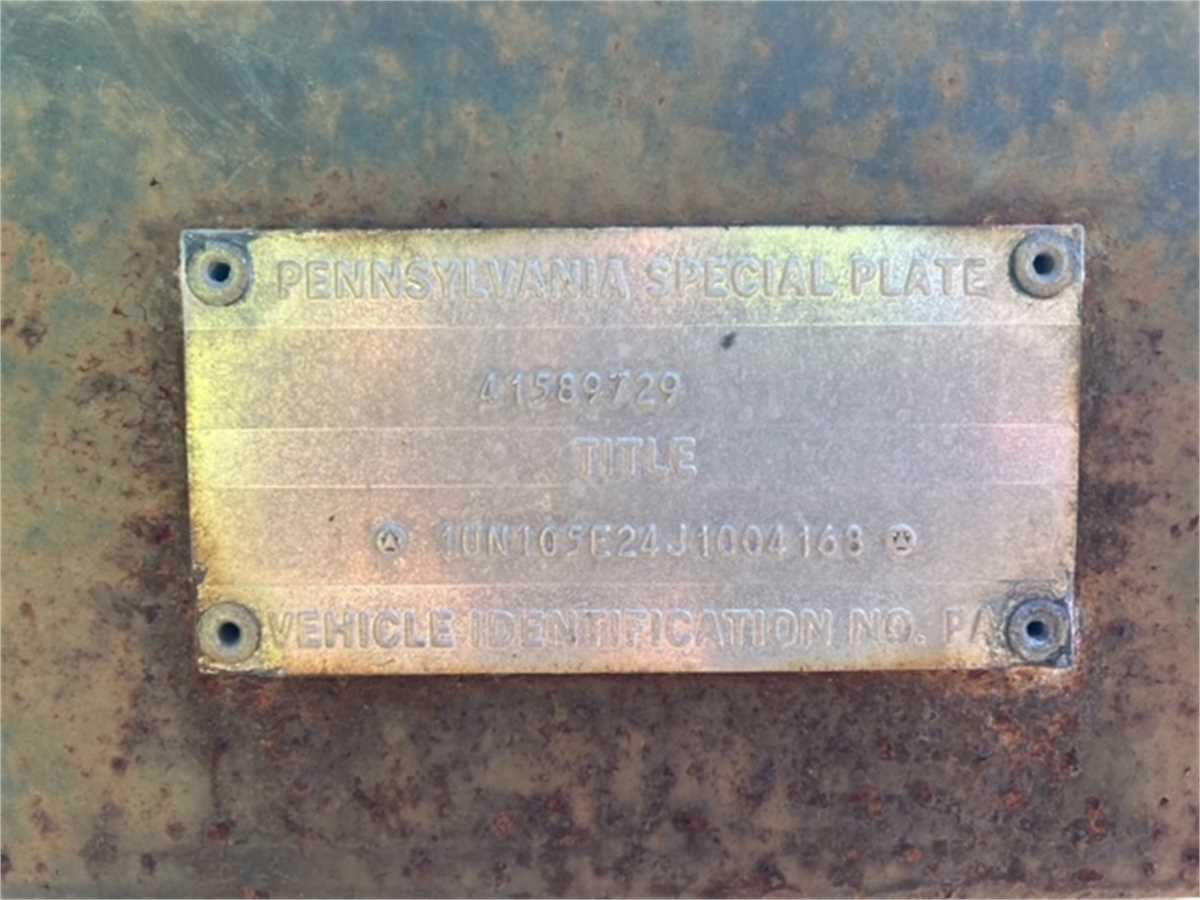 PENNSYLVANIA SPECIAL PLATE
41589729
TITLE
1UN105E24J1004168
VEHICLE IDENTIFICATION NO. PA